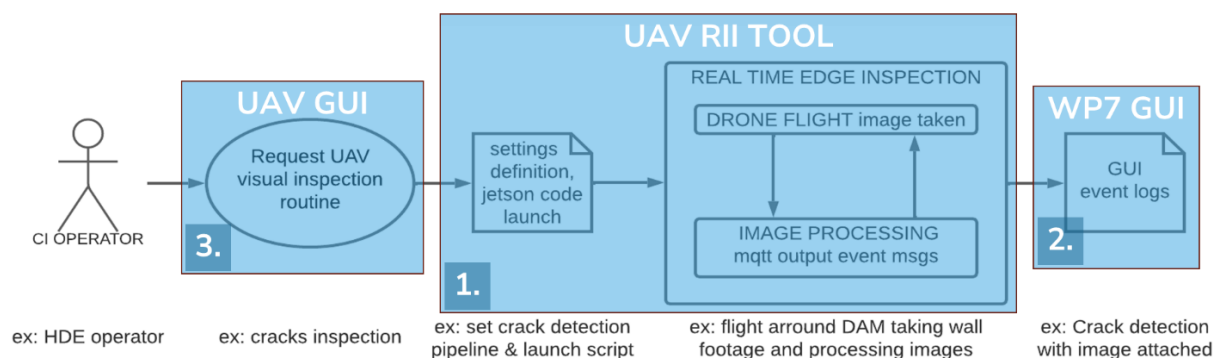 UAV RII TOOL
UAV GUI
WP7 GUI
REAL TIME EDGE INSPECTION
DRONE FLIGHT image taken
Request UAV
visual inspection
routine
settings
definition,
jetson code
launch
GUI
event logs
CI OPERATOR
IMAGE PROCESSING
mqtt output event msgs
3.
1.
2.
ex: HDE operator
ex: cracks inspection
ex: set crack detection
pipeline & launch script
ex: flight arround DAM taking wall
footage and processing images
ex: Crack detection
with image attached